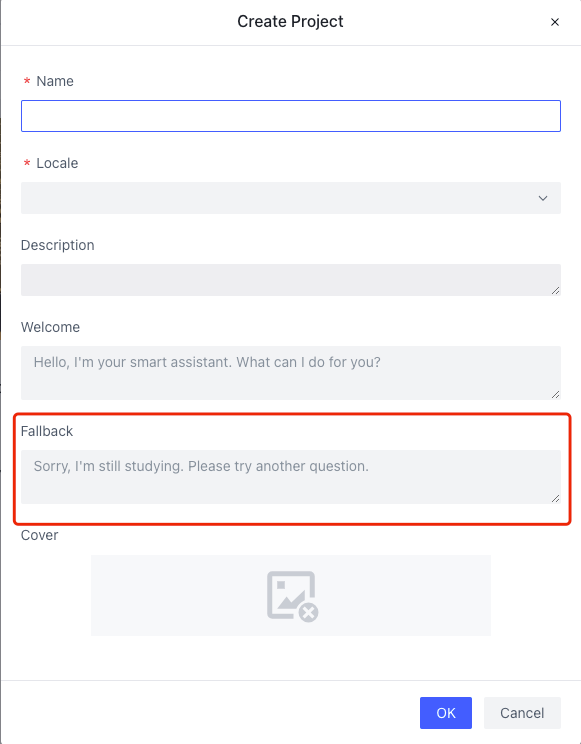 Create Project
* Name
* Locale
Description
Welcome
Hello, I'm your smart assistant. What can I do for you?
Fallback
Sorry, I'm still studying. Please try another question.
Cover
OK Cancel